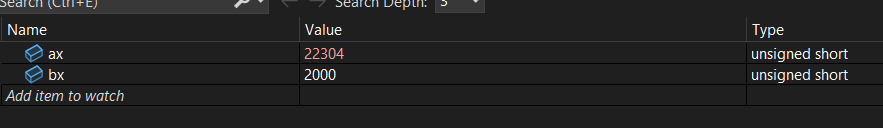 Search (Ctrl+E) Search Depth: 3
Name Value Type
ax 22304 unsigned short
bx 2000 unsigned short
Add item to watch